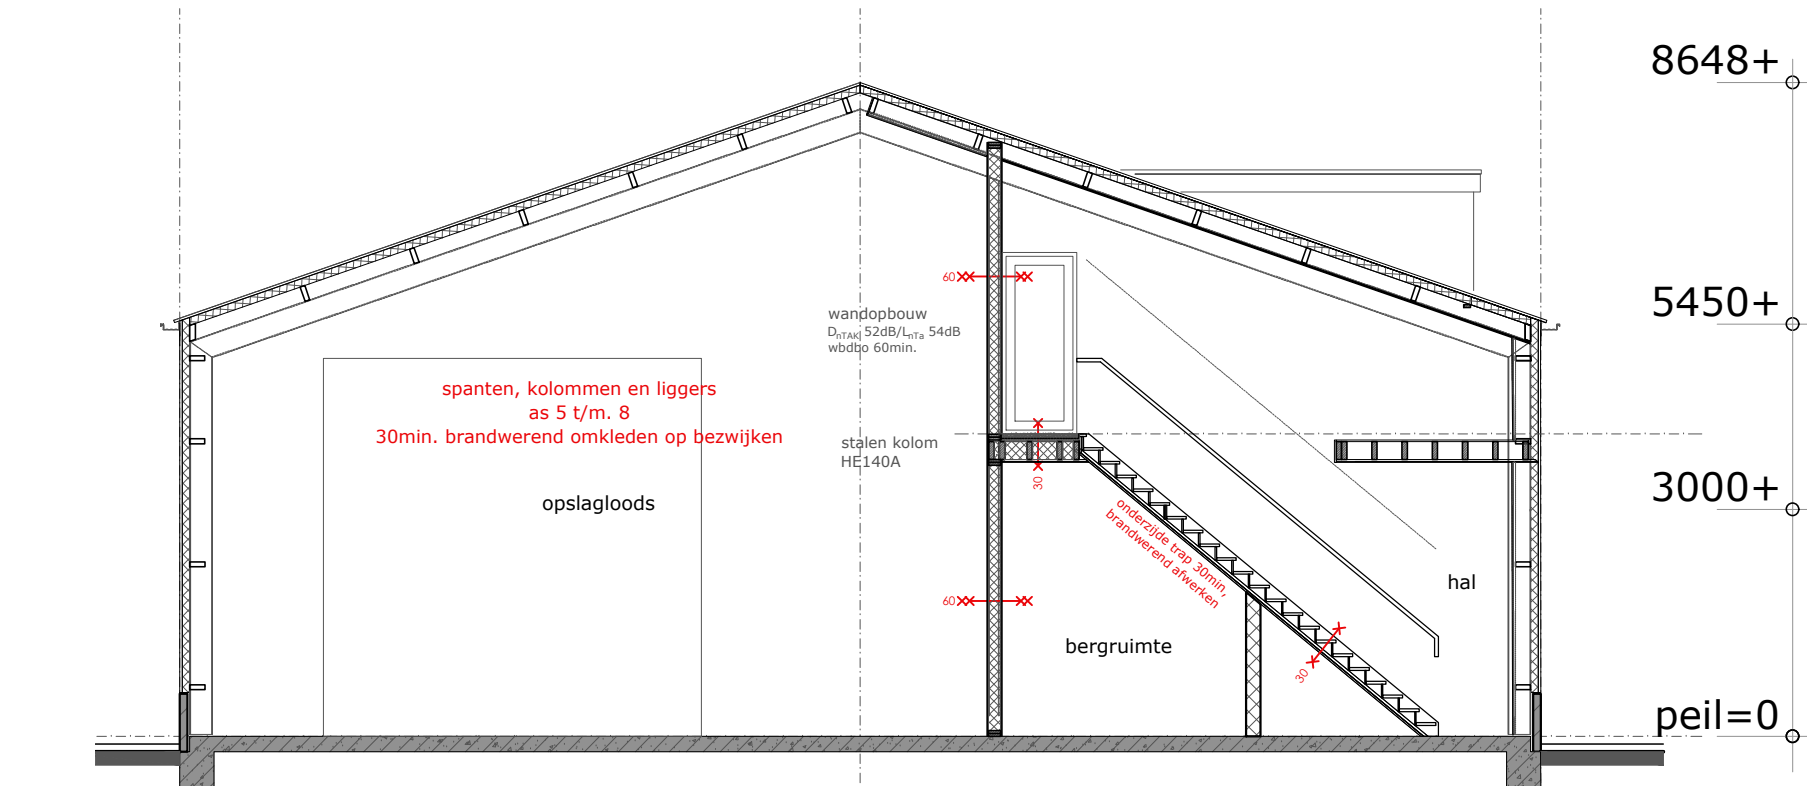 8648+
5450+
3000+
peil=0
60
wandopbouw
DnTAK 52dB/LnTa 54dB
wbdbo 60min.
spanten, kolommen en liggers
as 5 t/m. 8
30min. brandwerend omkleden op bezwijken
stalen kolom
HE140A
30
opslagloods
onderzijde trap 30min,
brandwerend afwerken
hal
60
bergruimte
30